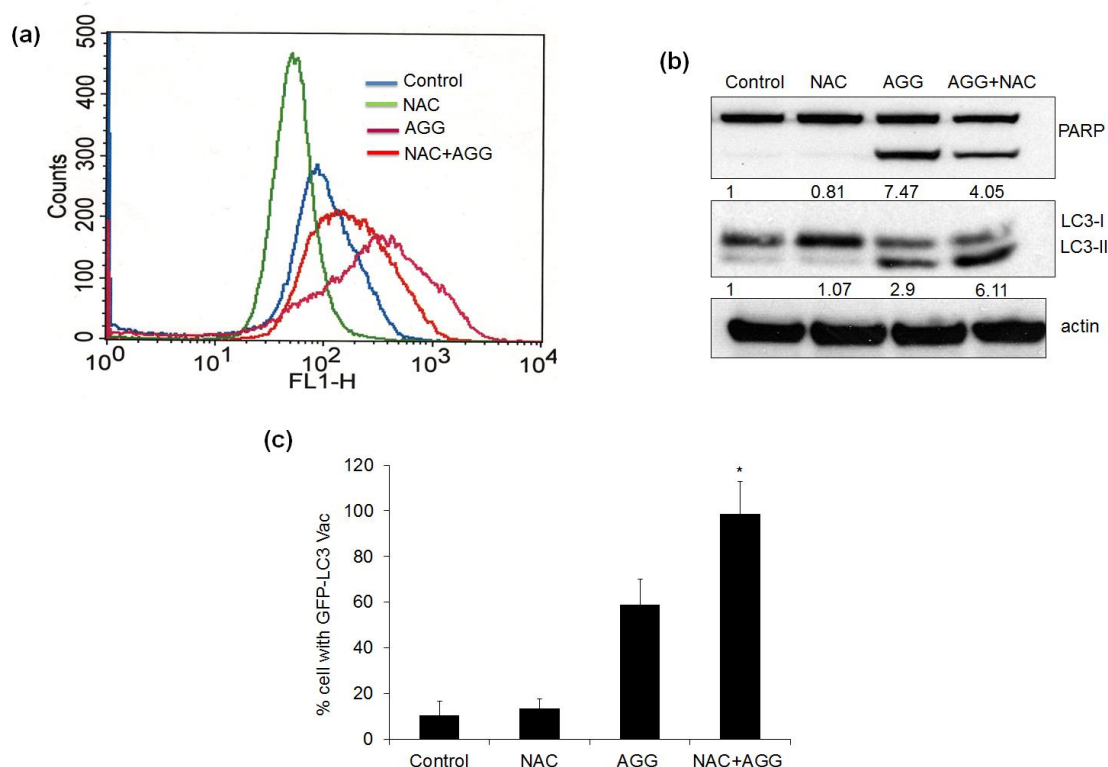 (a)
500
400
300
200
100
0
Counts
10^0 10^1 10^2 10^3 10^4
FL1-H
Control
NAC
AGG
NAC+AGG
(b)
Control NAC AGG AGG+NAC
PARP
1 0.81 7.47 4.05
LC3-I
LC3-II
1 1.07 2.9 6.11
actin
(c)
120
100
80
60
40
20
0
% cell with GFP-LC3 Vac
*
Control NAC AGG NAC+AGG